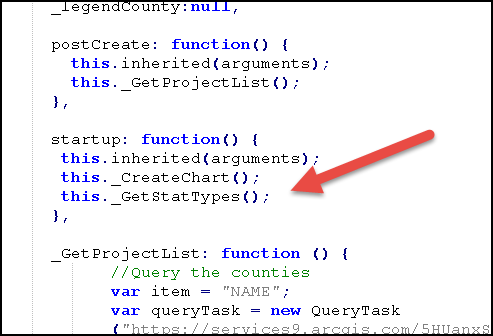 _legendCounty:null,
postCreate: function() {
this.inherited(arguments);
this._GetProjectList();
},
startup: function() {
this.inherited(arguments);
this._CreateChart();
this._GetStatTypes();
},
_GetProjectList: function () {
//Query the counties
var item = "NAME";
var queryTask = new QueryTask
("https://services9.arcgis.com/5HUanxS